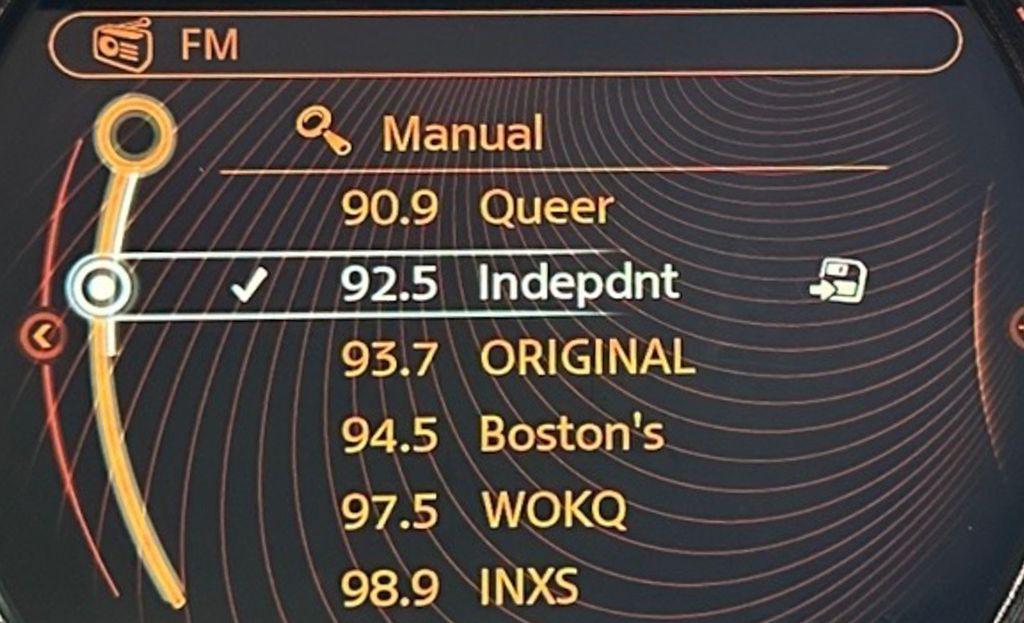 FM
Manual
90.9 Queer
92.5 Indepdnt
93.7 ORIGINAL
94.5 Boston's
97.5 WOKQ
98.9 INXS